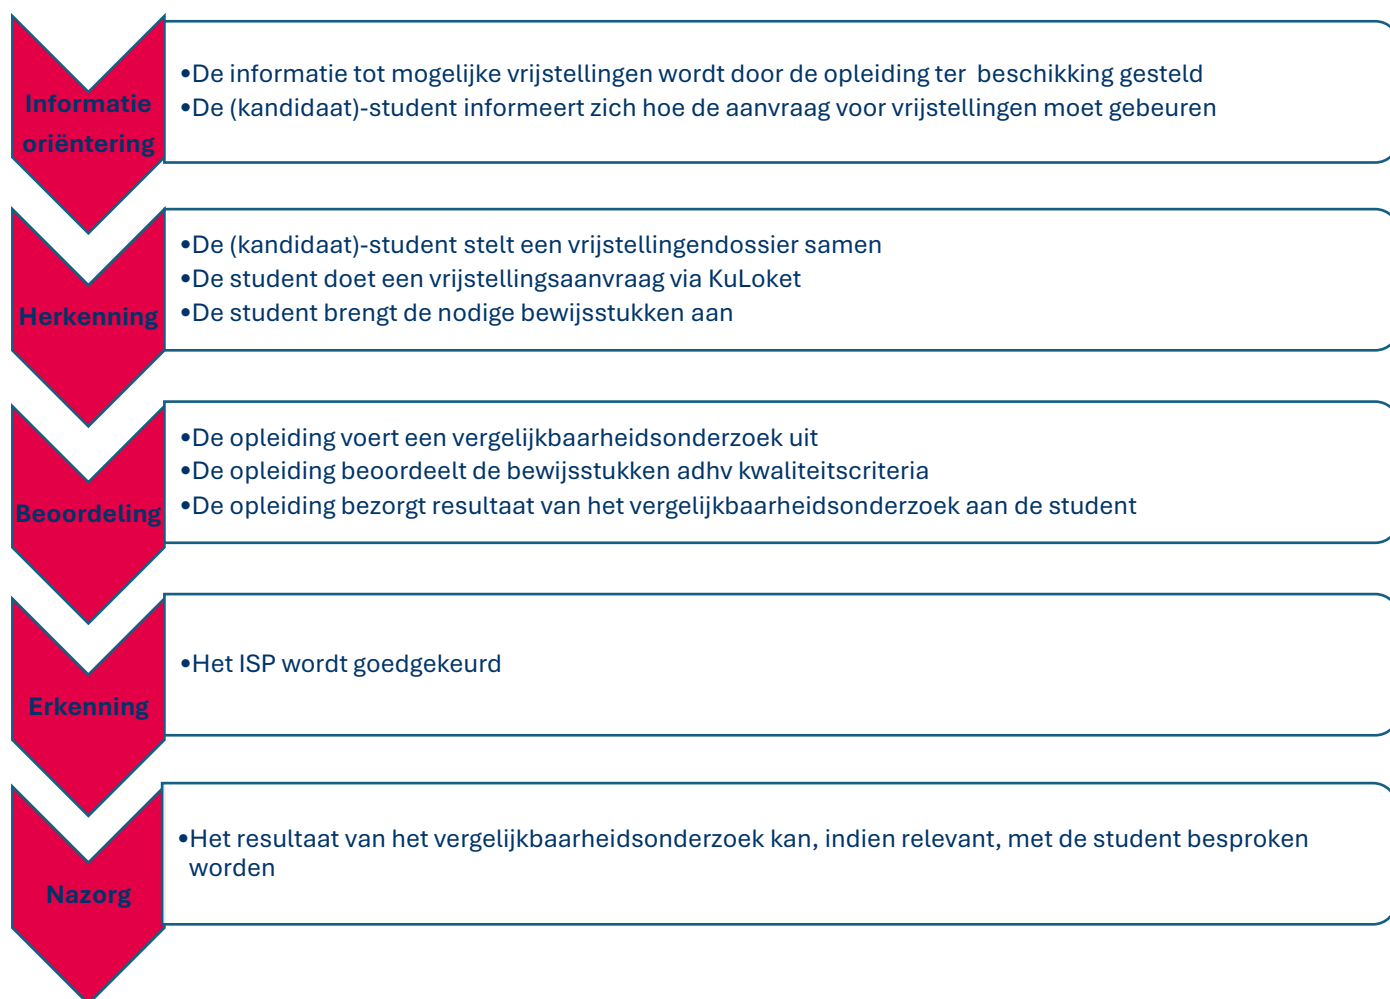 Informatie
oriëntering
•De informatie tot mogelijke vrijstellingen wordt door de opleiding ter  beschikking gesteld
•De (kandidaat)-student informeert zich hoe de aanvraag voor vrijstellingen moet gebeuren
Herkenning
•De (kandidaat)-student stelt een vrijstellingendossier samen
•De student doet een vrijstellingsaanvraag via KuLoket
•De student brengt de nodige bewijsstukken aan
Beoordeling
•De opleiding voert een vergelijkbaarheidsonderzoek uit
•De opleiding beoordeelt de bewijsstukken adhv kwaliteitscriteria
•De opleiding bezorgt resultaat van het vergelijkbaarheidsonderzoek aan de student
Erkenning
•Het ISP wordt goedgekeurd
Nazorg
•Het resultaat van het vergelijkbaarheidsonderzoek kan, indien relevant, met de student besproken
worden